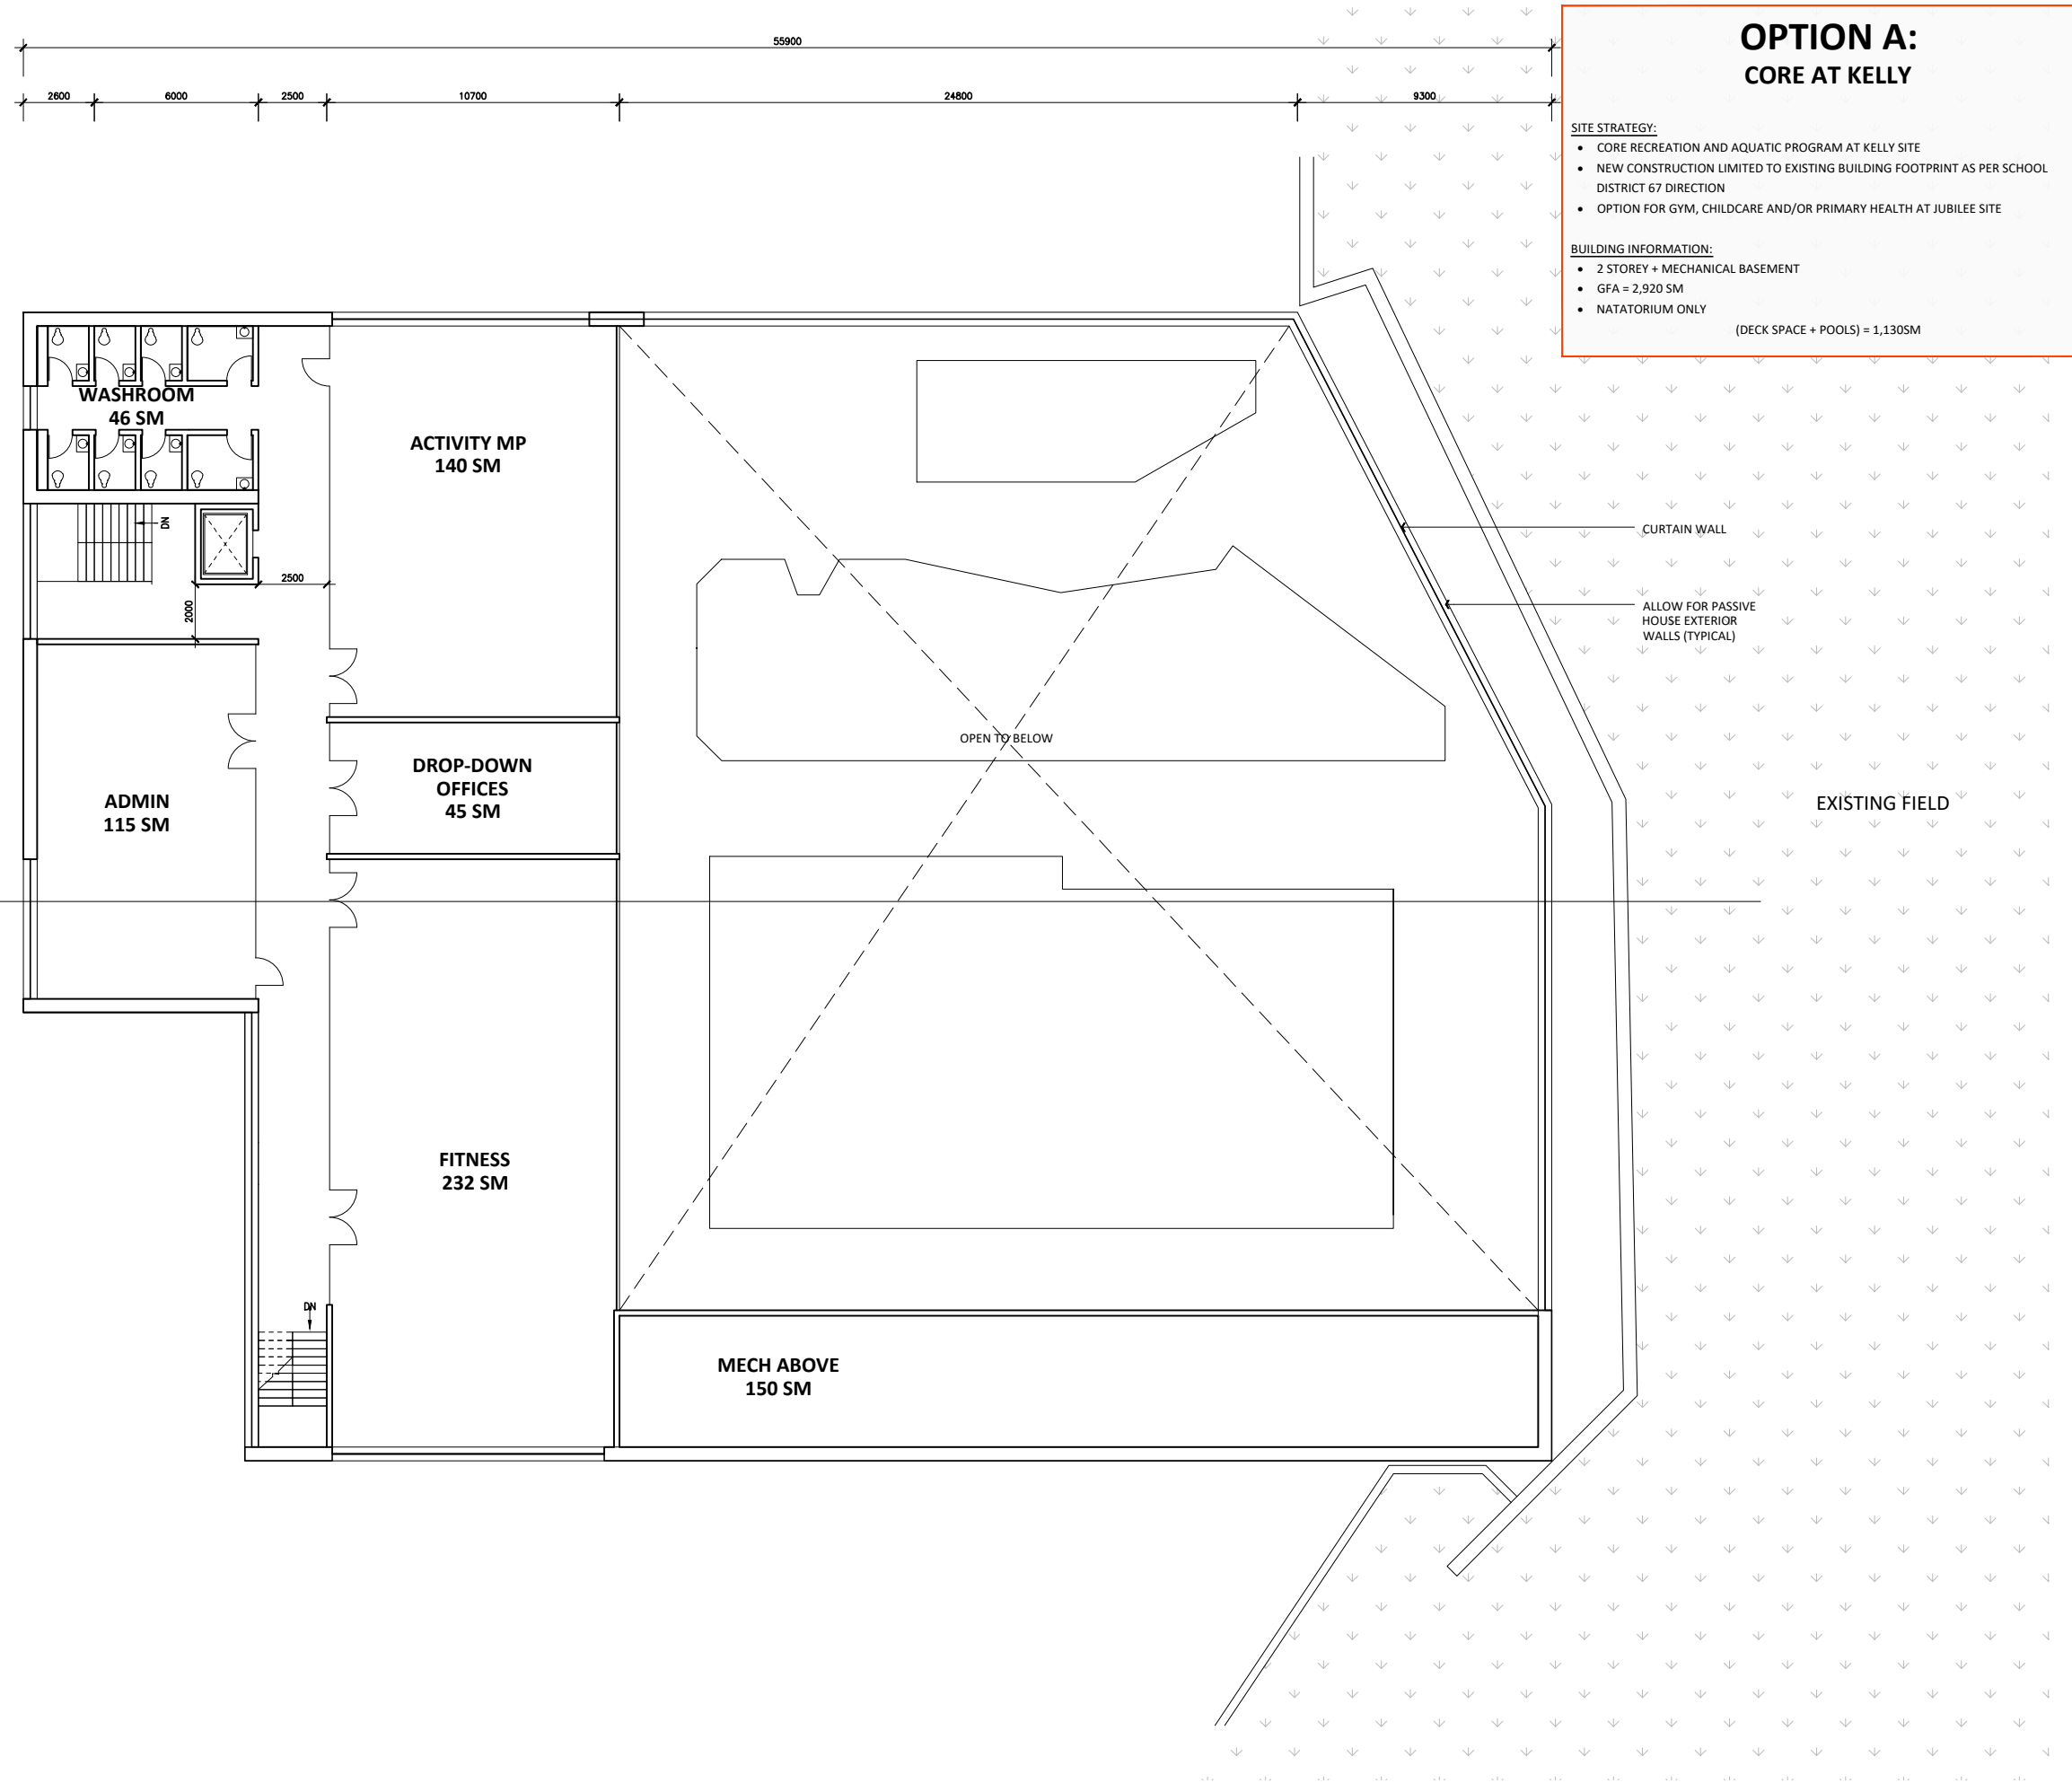 55900
2600
6000
2500
10700
24800
9300
OPTION A:
CORE AT KELLY
SITE STRATEGY:
• CORE RECREATION AND AQUATIC PROGRAM AT KELLY SITE
• NEW CONSTRUCTION LIMITED TO EXISTING BUILDING FOOTPRINT AS PER SCHOOL
DISTRICT 67 DIRECTION
• OPTION FOR GYM, CHILDCARE AND/OR PRIMARY HEALTH AT JUBILEE SITE
BUILDING INFORMATION:
• 2 STOREY + MECHANICAL BASEMENT
• GFA = 2,920 SM
• NATATORIUM ONLY
(DECK SPACE + POOLS) = 1,130SM
WASHROOM
46 SM
ACTIVITY MP
140 SM
DN
2500
2000
CURTAIN WALL
ALLOW FOR PASSIVE
HOUSE EXTERIOR
WALLS (TYPICAL)
OPEN TO BELOW
DROP-DOWN
OFFICES
45 SM
ADMIN
115 SM
EXISTING FIELD
FITNESS
232 SM
DN
MECH ABOVE
150 SM